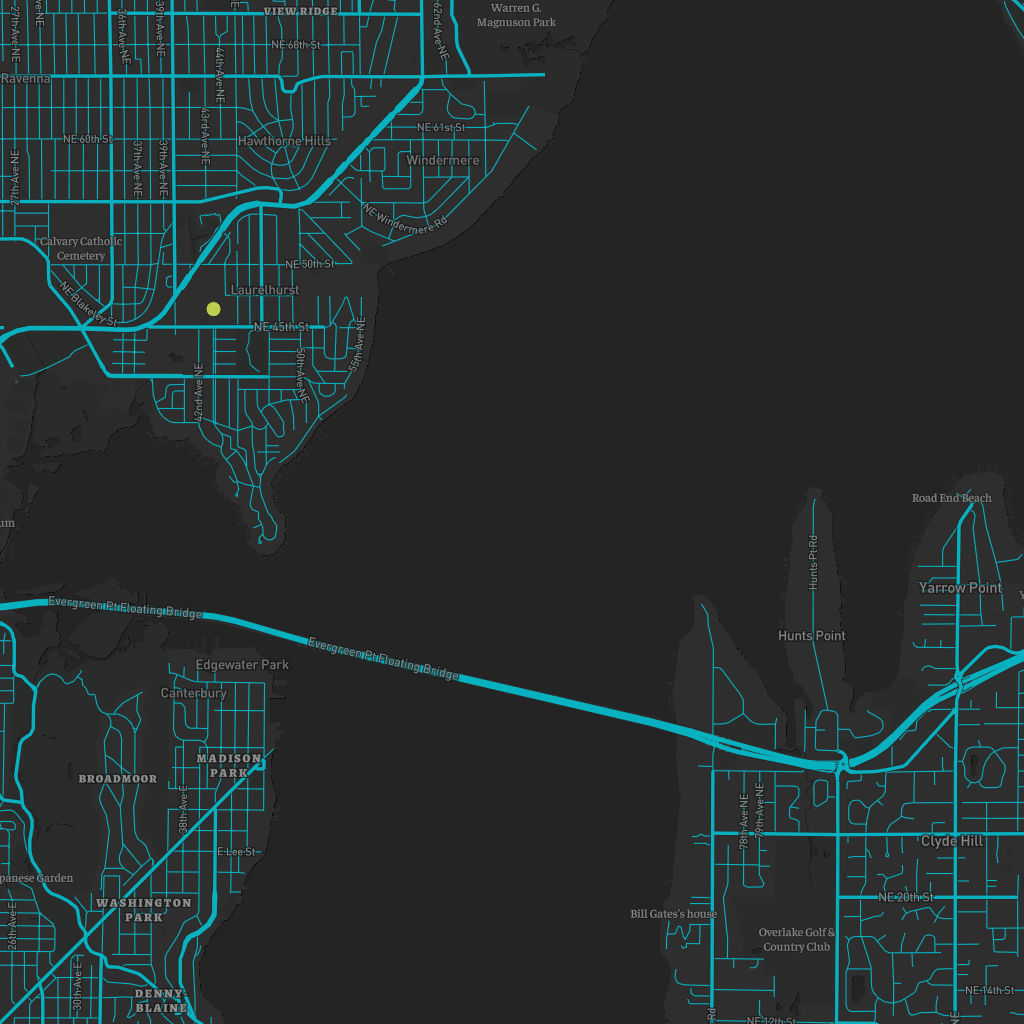 VIEW RIDGE
Warren G.
Magnuson Park
27th Ave NE
36th Ave NE
39th Ave NE
62nd Ave NE
NE 68th St
44th Ave NE
Ravenna
43rd Ave NE
NE 61st St
NE 60th St
Hawthorne Hills
37th Ave NE
39th Ave NE
27th Ave NE
Windermere
NE Windermere Rd
Calvary Catholic
Cemetery
NE 50th St
NE Blakeley St
Laurelhurst
NE 45th St
55th Ave NE
50th Ave NE
42nd Ave NE
Road End Beach
um
Hunts Pt Rd
Yarrow Point
Y
Evergreen Pt Floating Bridge
Evergreen Pt Floating Bridge
Hunts Point
Edgewater Park
Canterbury
MADISON
PARK
BROADMOOR
38th Ave E
78th Ave NE
79th Ave NE
Clyde Hill
E Lee St
panese Garden
WASHINGTON
PARK
NE 20th St
Bill Gates's house
26th Ave E
Overlake Golf &
Country Club
30th Ave E
DENNY-
BLAINE
NE 14th St
Rd
NE 12th St
NE